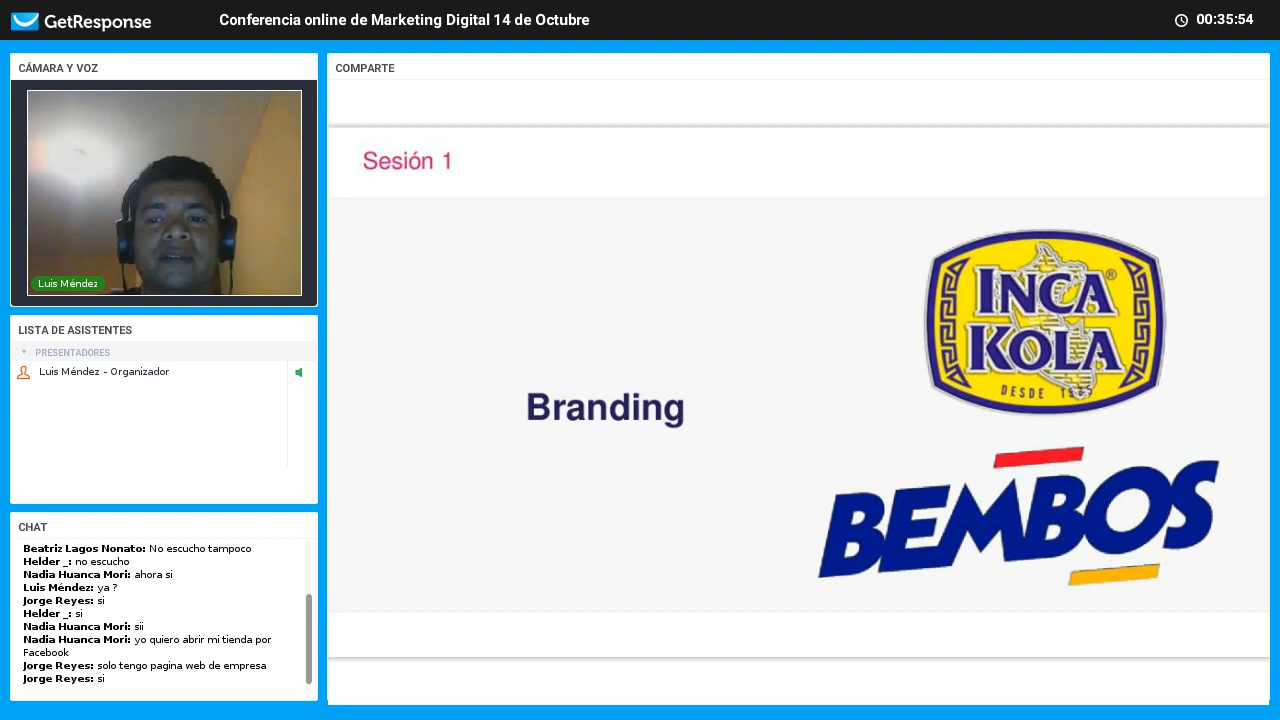 GetResponse
Conferencia online de Marketing Digital 14 de Octubre
00:35:54
CÁMARA Y VOZ
Luis Méndez
LISTA DE ASISTENTES
PRESENTADORES
Luis Méndez - Organizador
CHAT
Beatriz Lagos Nonato: No escucho tampoco
Helder _: no escucho
Nadia Huanca Mori: ahora si
Luis Méndez: ya ?
Jorge Reyes: si
Helder _: si
Nadia Huanca Mori: sii
Nadia Huanca Mori: yo quiero abrir mi tienda por
Facebook
Jorge Reyes: solo tengo pagina web de empresa
Jorge Reyes: si
COMPARTE
Sesión 1
Branding
INCA
KOLA
®
DESDE
BEMBOS